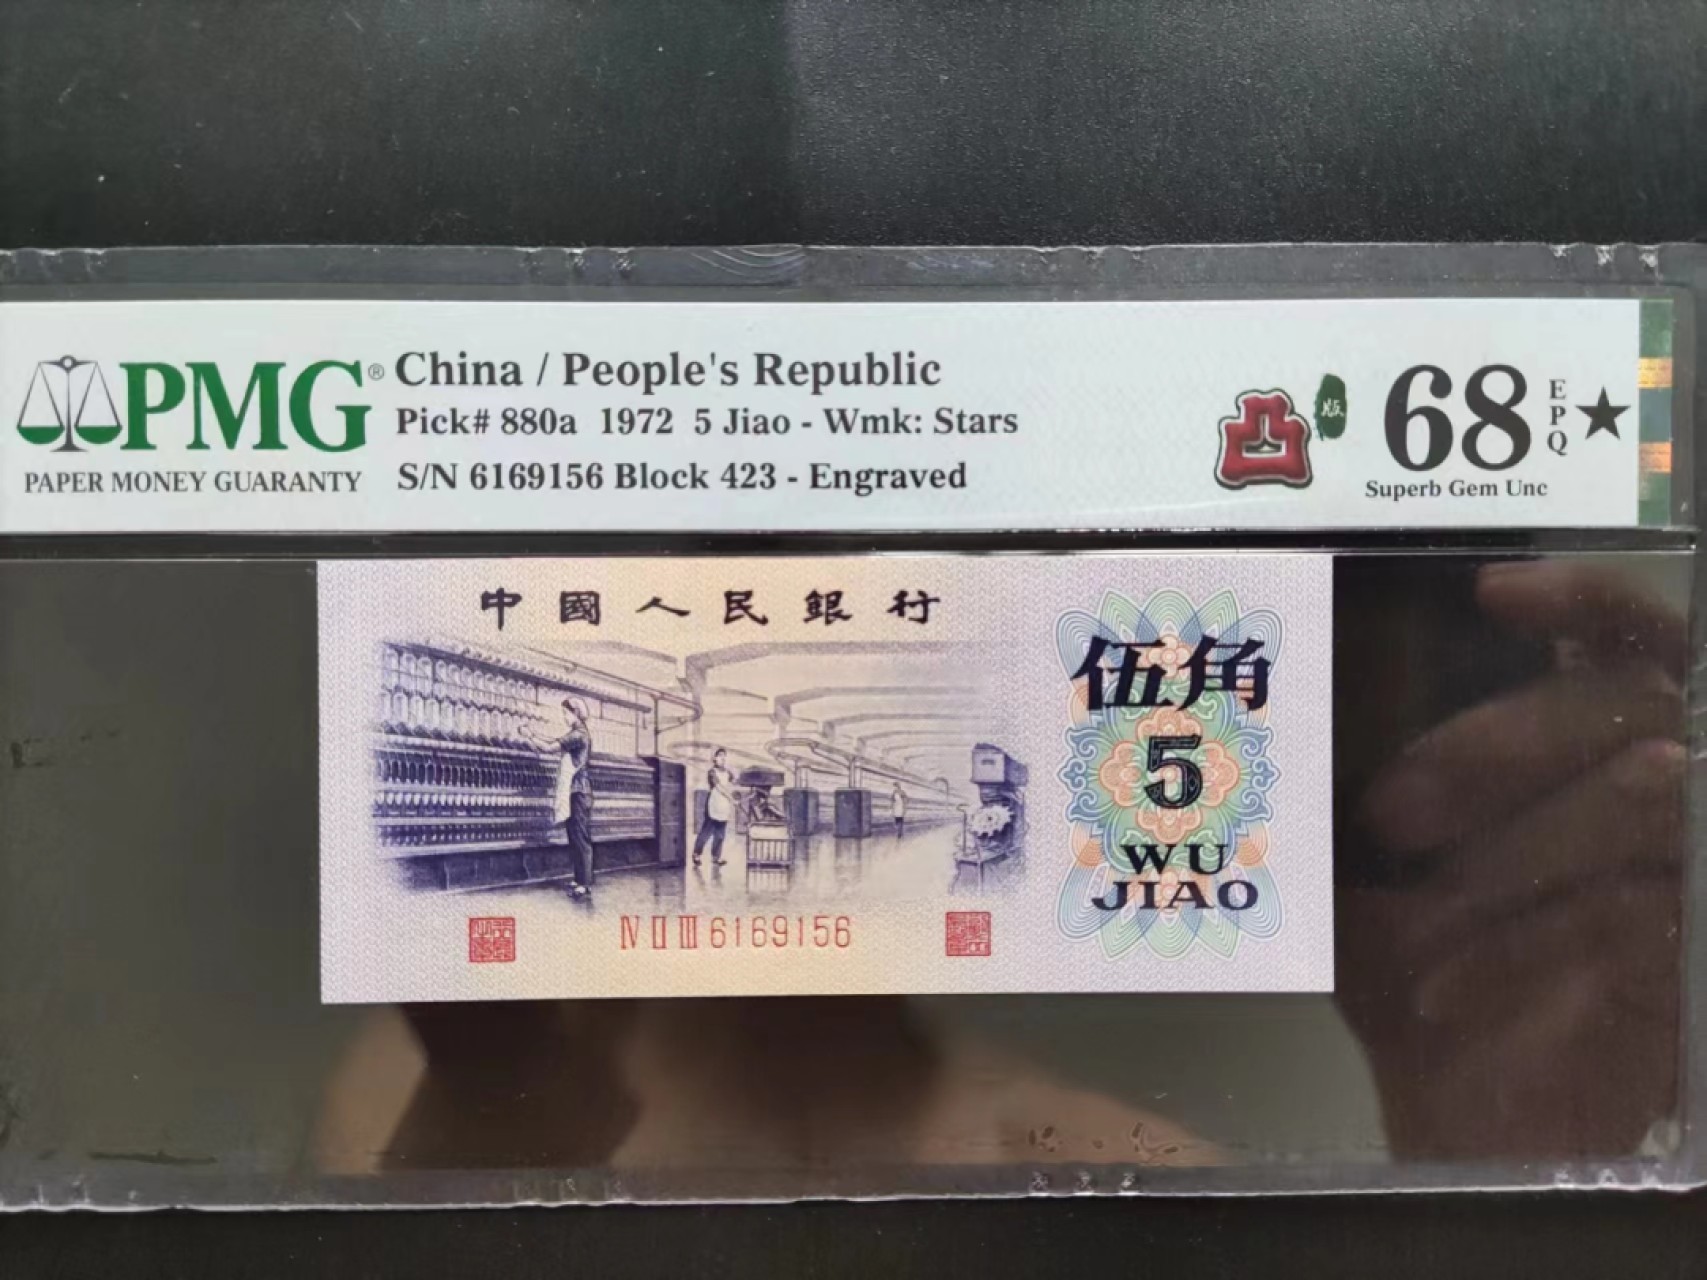 PMG®
PAPER MONEY GUARANTY
China / People's Republic
Pick# 880a 1972 5 Jiao - Wmk: Stars
S/N 6169156 Block 423 - Engraved
凸版
68 EPQ ★
Superb Gem Unc
中國人民銀行
伍角
5
WU
JIAO
Ⅳ Ⅱ Ⅲ 6169156